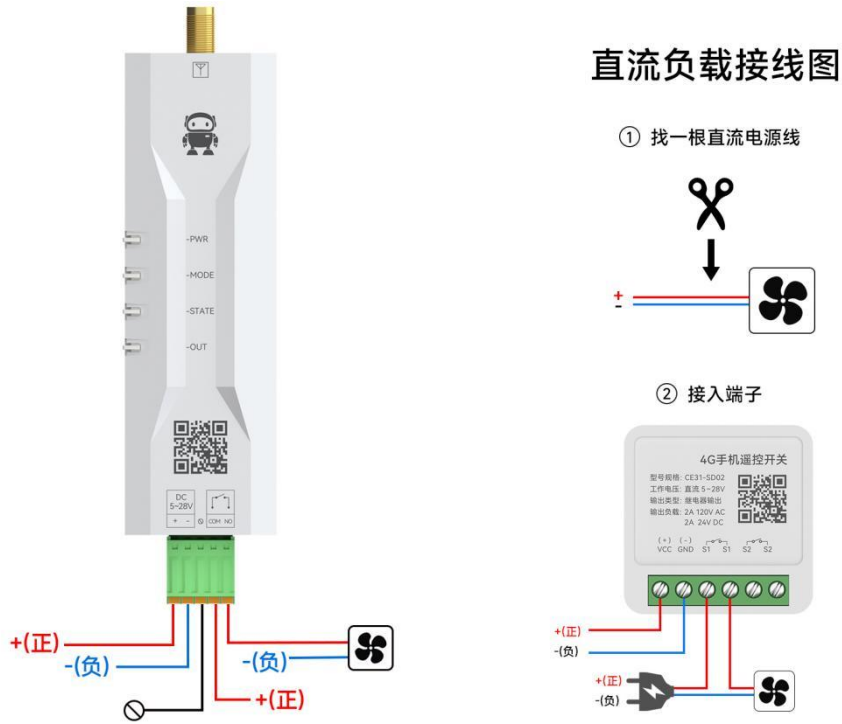 直流负载接线图
① 找一根直流电源线
+
-
② 接入端子
-PWR
-MODE
-STATE
-OUT
DC
5~28V
+ - COM NO
+(正)
-(负)
-(负)
+(正)
4G手机遥控开关
型号规格: CE31-SD02
工作电压: 直流 5~28V
输出类型: 继电器输出
输出负载: 2A 120V AC
2A 24V DC
(+) (-)
VCC GND S1 S1 S2 S2
+(正)
-(负)
+(正)
-(负)